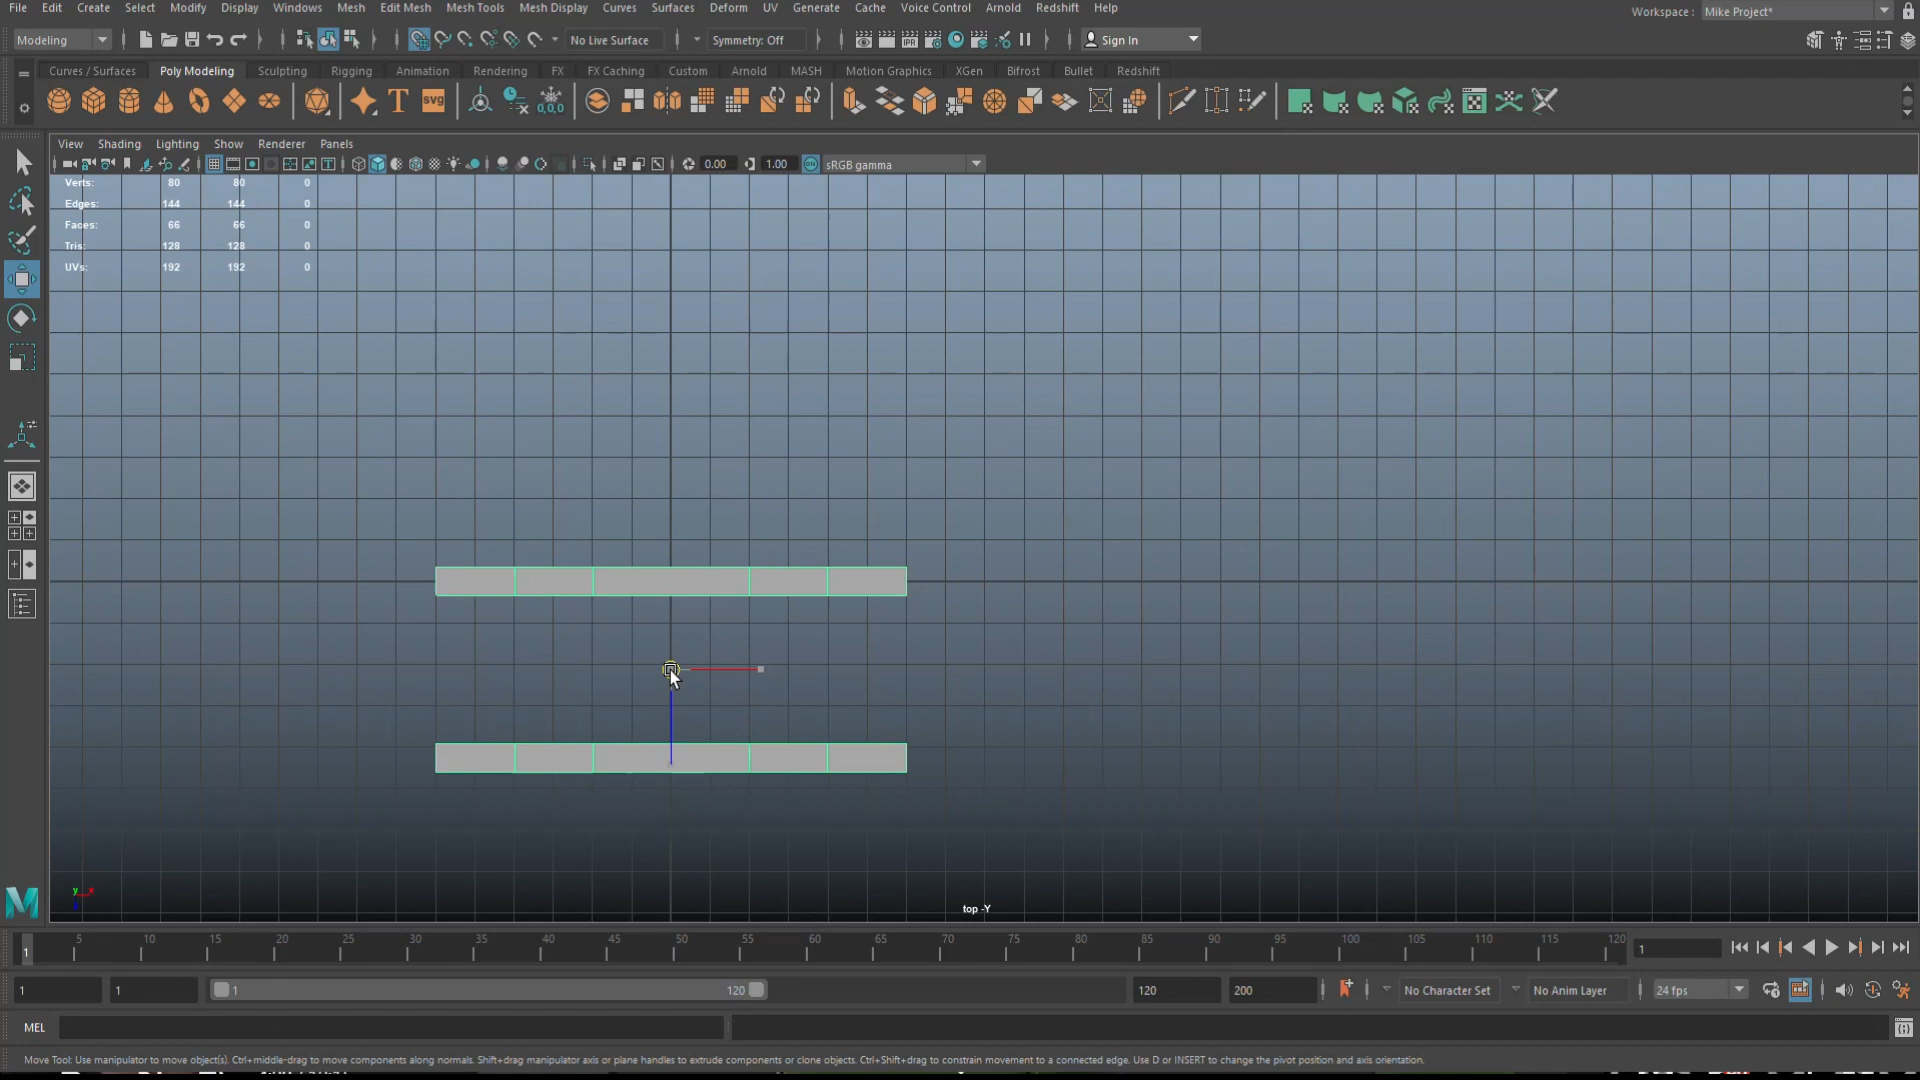 File Edit Create Select Modify Display Windows Mesh Edit Mesh Mesh Tools Mesh Display Curves Surfaces Deform UV Generate Cache Voice Control Arnold Redshift Help
Workspace : Mike Project*
Modeling No Live Surface Symmetry: Off Sign In
Curves / Surfaces Poly Modeling Sculpting Rigging Animation Rendering FX FX Caching Custom Arnold MASH Motion Graphics XGen Bifrost Bullet Redshift
T svg 0,0,0
View Shading Lighting Show Renderer Panels
0.00 1.00 ON sRGB gamma
Verts: 80 80 0
Edges: 144 144 0
Faces: 66 66 0
Tris: 128 128 0
UVs: 192 192 0
y x
top -Y
1 5 10 15 20 25 30 35 40 45 50 55 60 65 70 75 80 85 90 95 100 105 110 115 120 1
1 1 1 120 120 200 No Character Set No Anim Layer 24 fps
MEL
Move Tool: Use manipulator to move object(s). Ctrl+middle-drag to move components along normals. Shift+drag manipulator axis or plane handles to extrude components or clone objects. Ctrl+Shift+drag to constrain movement to a connected edge. Use D or INSERT to change the pivot position and axis orientation.